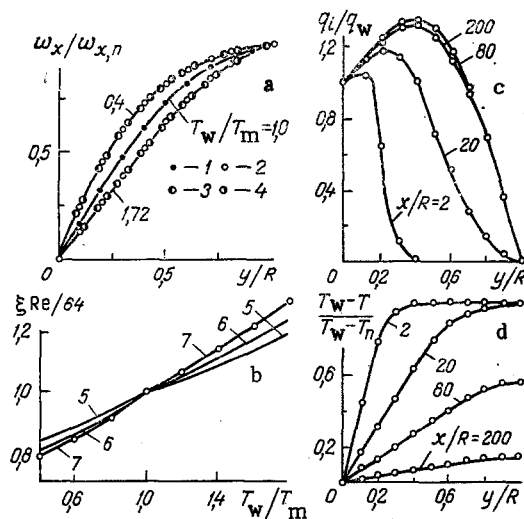 ω_x/ω_x,n
a
0,4
T_w/T_m=1,0
0,5
1
2
3
4
1,72
0
0,5
y/R
q_i/q_w
1,2
200
80
c
0,8
20
0,4
x/R=2
0
0,2
0,6
y/R
ξRe/64
1,2
5
6
7
b
1,0
5
6
7
0,8
0,6
1,0
1,4
T_w/T_m
T_w-T
T_w-T_n
2
20
0,6
d
80
0,2
x/R=200
0
0,2
0,6
y/R